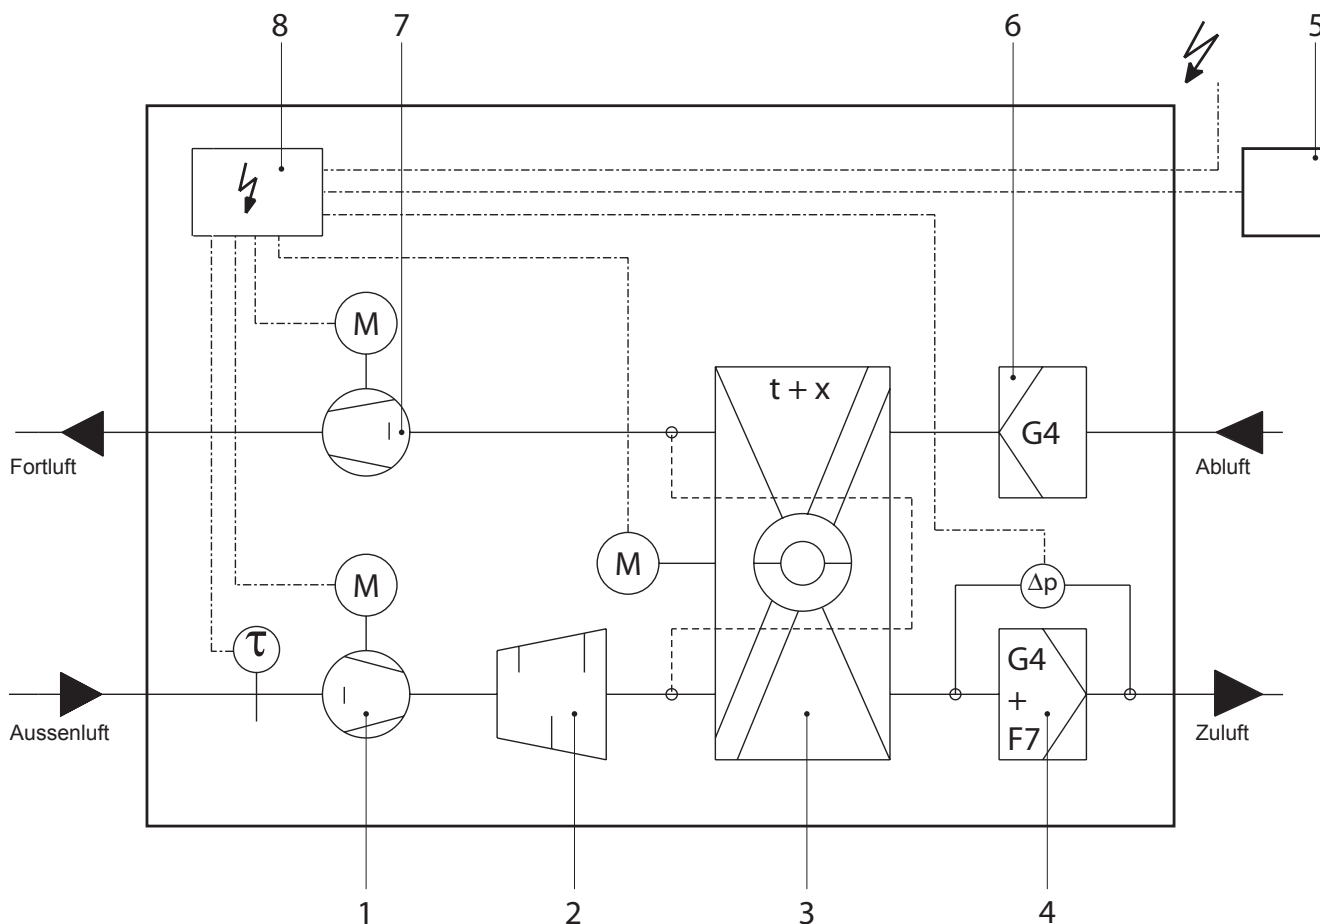 8
7
6
5
M
t + x
G4
Fortluft
Abluft
M
M
Δp
τ
G4
+
F7
Aussenluft
Zuluft
1
2
3
4